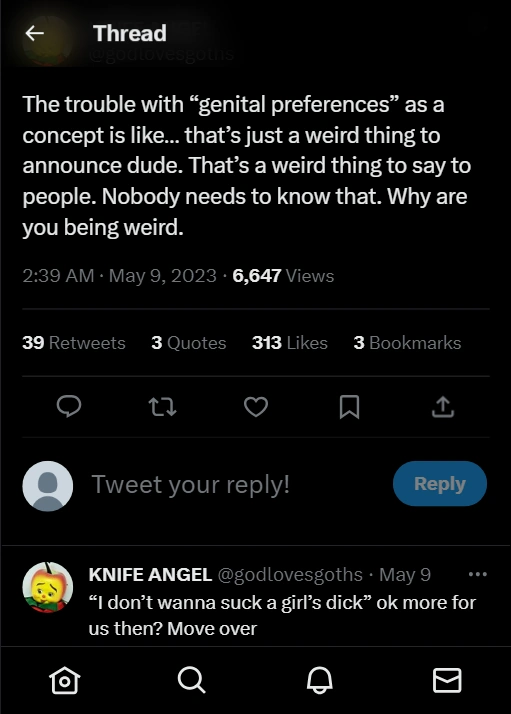 Thread
@godlovesgoths
The trouble with “genital preferences” as a
concept is like... that’s just a weird thing to
announce dude. That’s a weird thing to say to
people. Nobody needs to know that. Why are
you being weird.
2:39 AM · May 9, 2023 · 6,647 Views
39 Retweets 3 Quotes 313 Likes 3 Bookmarks
Tweet your reply!
Reply
KNIFE ANGEL @godlovesgoths · May 9
“I don’t wanna suck a girl’s dick” ok more for
us then? Move over